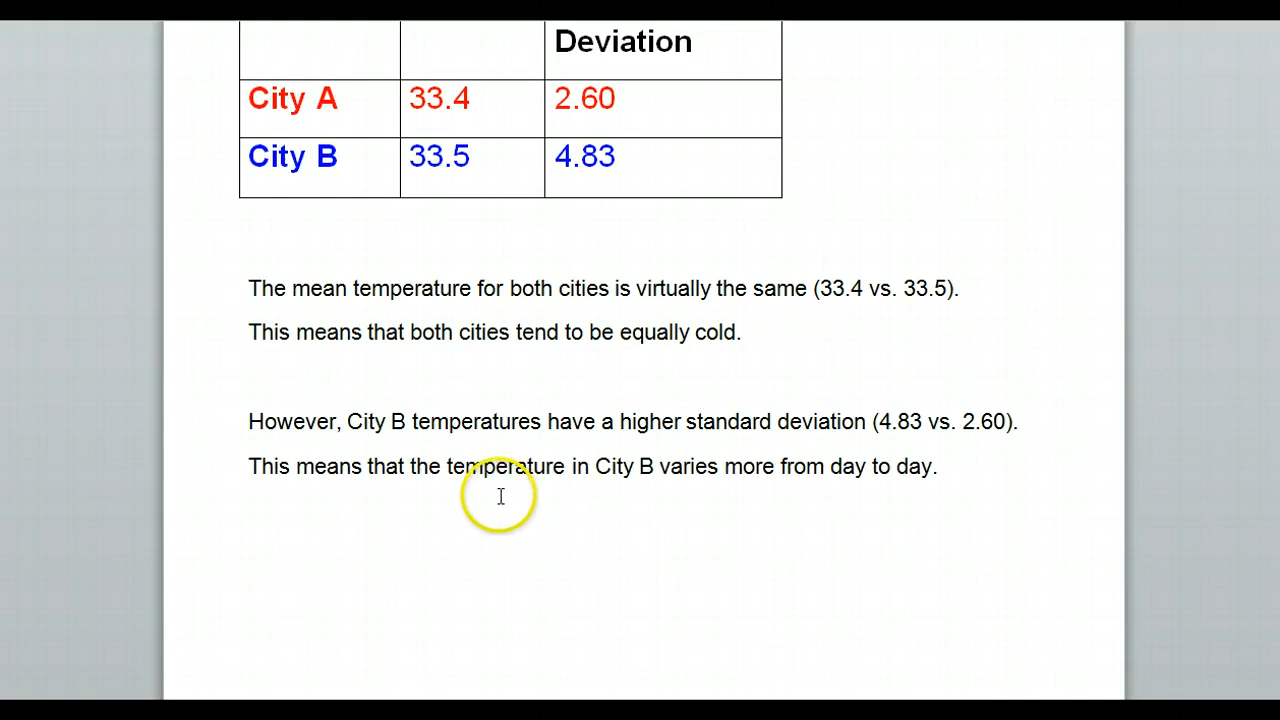 Deviation
City A 33.4 2.60
City B 33.5 4.83
The mean temperature for both cities is virtually the same (33.4 vs. 33.5).
This means that both cities tend to be equally cold.
However, City B temperatures have a higher standard deviation (4.83 vs. 2.60).
This means that the temperature in City B varies more from day to day.